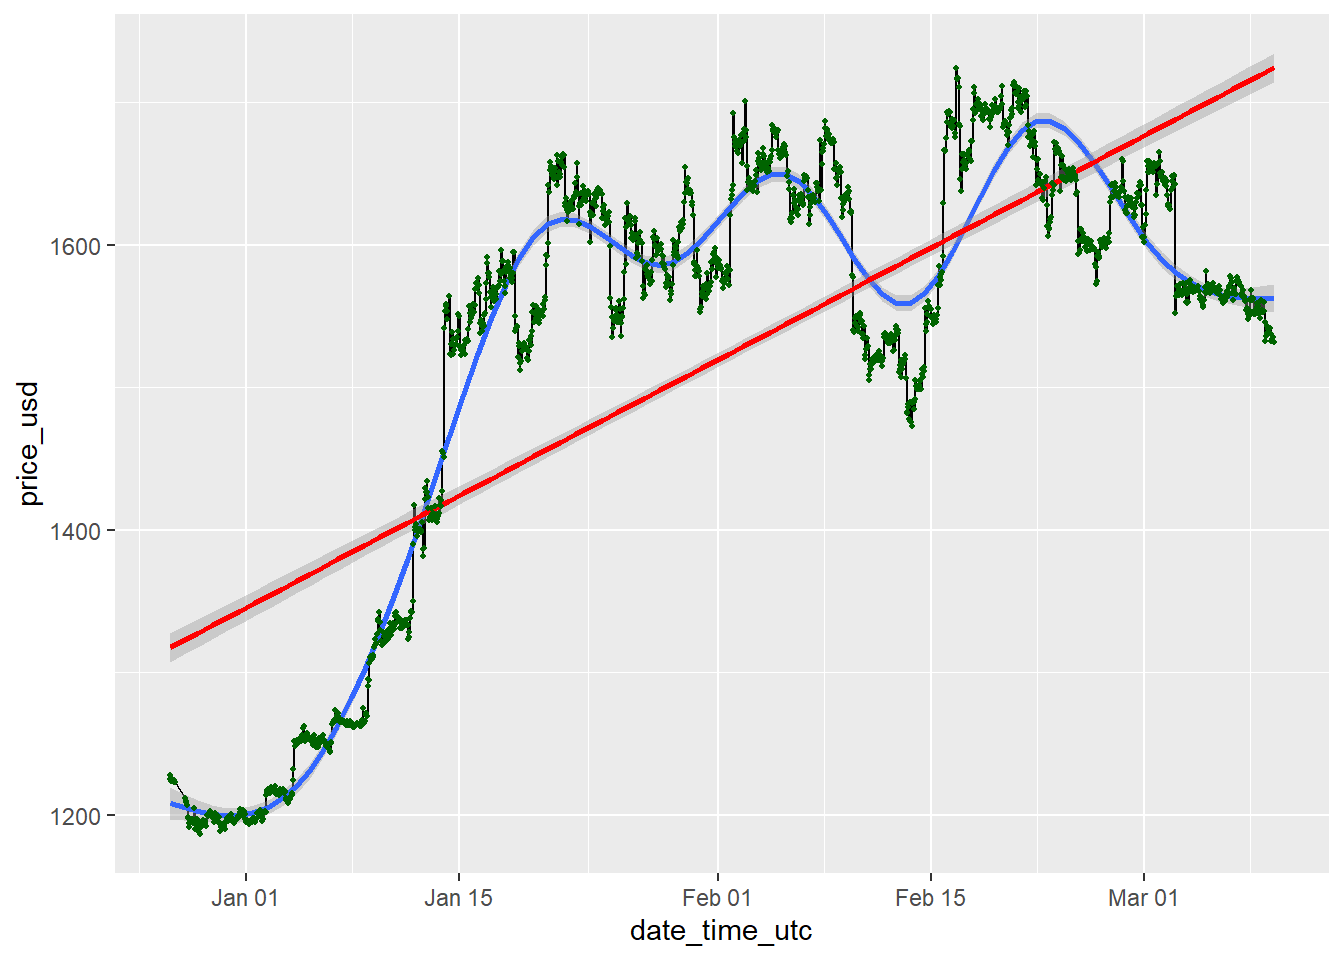 price_usd
1600
1400
1200
Jan 01
Jan 15
Feb 01
Feb 15
Mar 01
date_time_utc